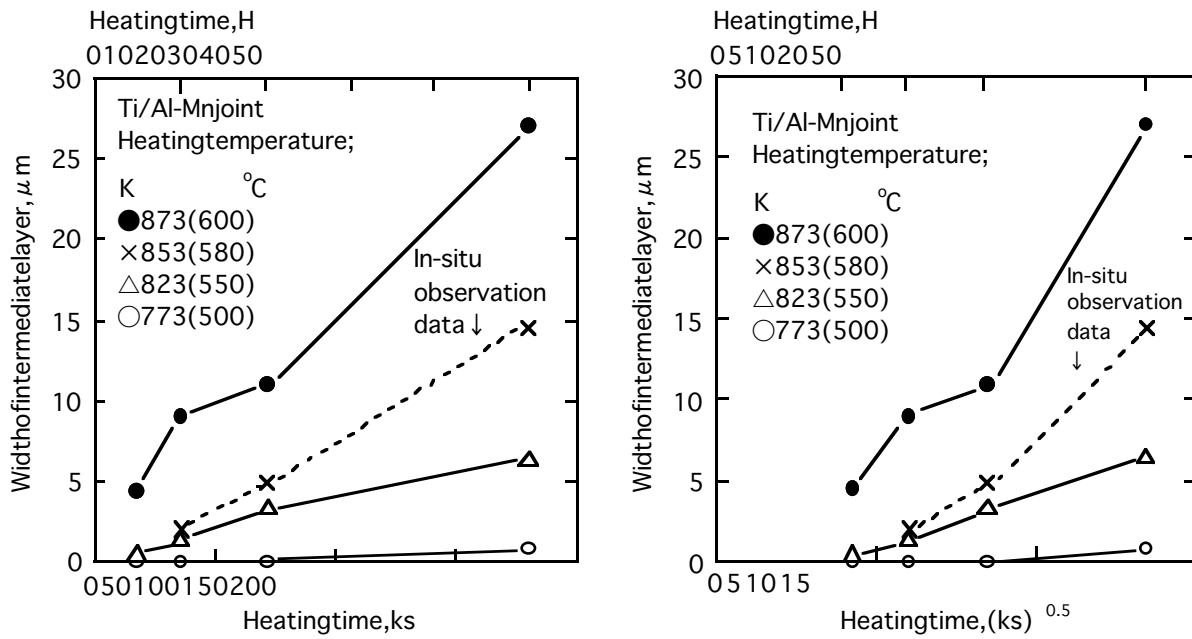 Heatingtime,H
01020304050
30
25
20
15
10
5
0
Widthofintermediatelayer,μm
Ti/Al-Mnjoint
Heatingtemperature;
K °C
●873(600)
×853(580)
△823(550)
○773(500)
In-situ
observation
data↓
050100150200
Heatingtime,ks
Heatingtime,H
05102050
30
25
20
15
10
5
0
Widthofintermediatelayer,μm
Ti/Al-Mnjoint
Heatingtemperature;
K °C
●873(600)
×853(580)
△823(550)
○773(500)
In-situ
observation
data
↓
051015
Heatingtime,(ks) 0.5